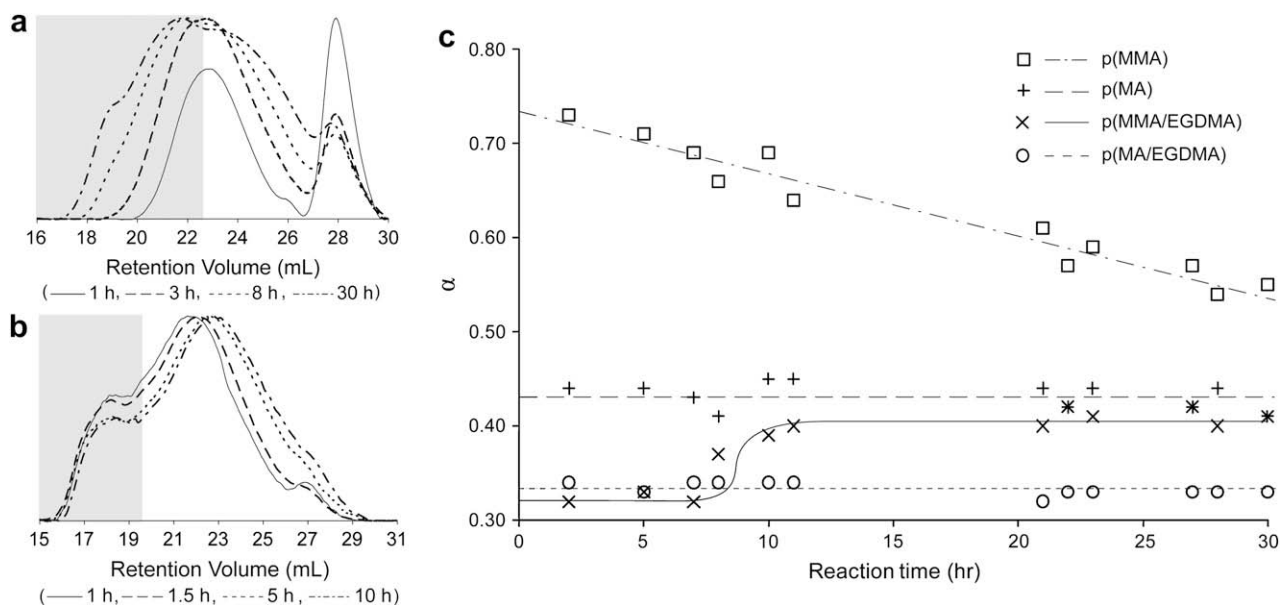 a
16 18 20 22 24 26 28 30
Retention Volume (mL)
( 1 h, 3 h, 8 h, 30 h)
b
15 17 19 21 23 25 27 29 31
Retention Volume (mL)
( 1 h, 1.5 h, 5 h, 10 h)
c
0.80
0.70
0.60
0.50
0.40
0.30
α
0 5 10 15 20 25 30
Reaction time (hr)
p(MMA)
p(MA)
p(MMA/EGDMA)
p(MA/EGDMA)